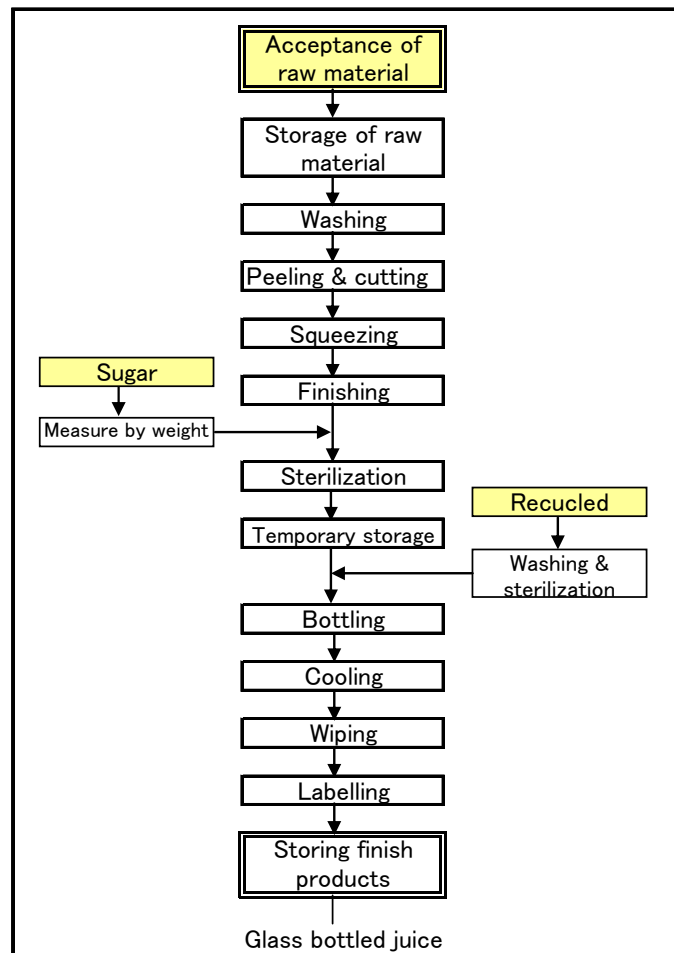 Acceptance of
raw material
Storage of raw
material
Washing
Peeling & cutting
Squeezing
Sugar
Finishing
Measure by weight
Sterilization
Recucled
Temporary storage
Washing &
sterilization
Bottling
Cooling
Wiping
Labelling
Storing finish
products
Glass bottled juice